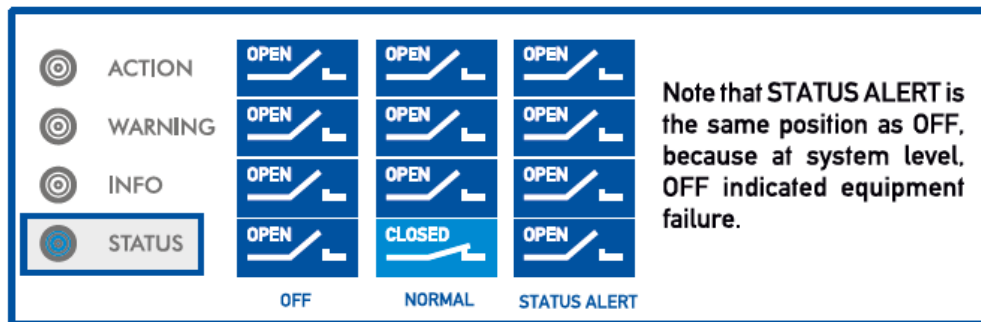 ACTION OPEN OPEN OPEN
WARNING OPEN OPEN OPEN
INFO OPEN OPEN OPEN
STATUS OPEN CLOSED OPEN
OFF NORMAL STATUS ALERT
Note that STATUS ALERT is
the same position as OFF,
because at system level,
OFF indicated equipment
failure.